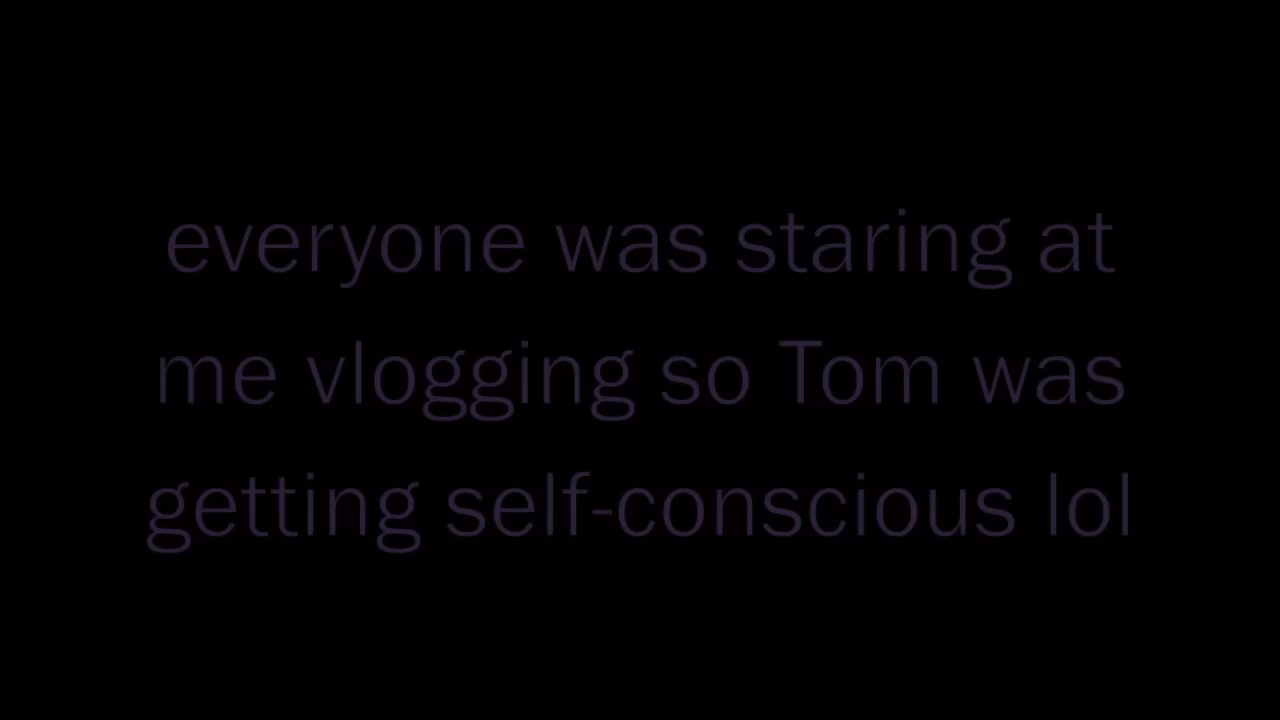 everyone was staring at
me vlogging so Tom was
getting self-conscious lol